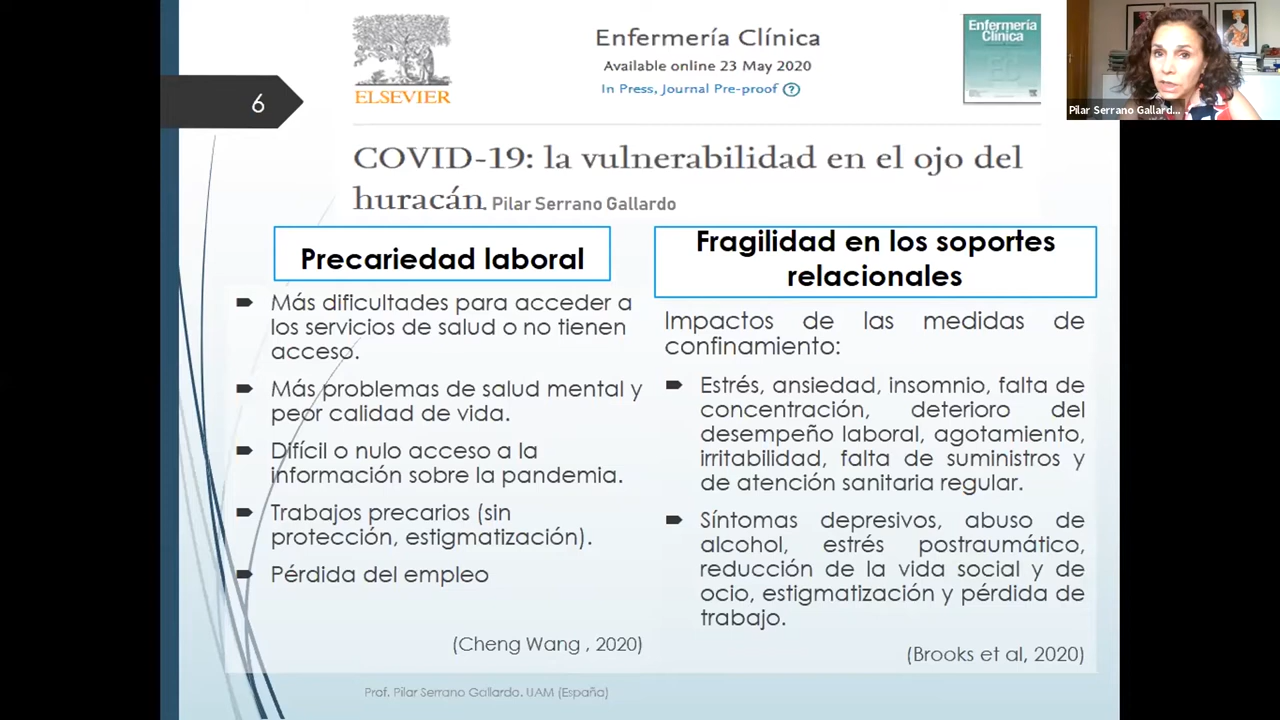 6
ELSEVIER
Enfermería Clínica
Available online 23 May 2020
In Press, Journal Pre-proof ?
Enfermería
Clínica
Pilar Serrano Gallard...
COVID-19: la vulnerabilidad en el ojo del
huracán. Pilar Serrano Gallardo
Precariedad laboral
Más dificultades para acceder a
los servicios de salud o no tienen
acceso.
Más problemas de salud mental y
peor calidad de vida.
Difícil o nulo acceso a la
información sobre la pandemia.
Trabajos precarios (sin
protección, estigmatización).
Pérdida del empleo
(Cheng Wang , 2020)
Fragilidad en los soportes
relacionales
Impactos de las medidas de
confinamiento:
Estrés, ansiedad, insomnio, falta de
concentración, deterioro del
desempeño laboral, agotamiento,
irritabilidad, falta de suministros y
de atención sanitaria regular.
Síntomas depresivos, abuso de
alcohol, estrés postraumático,
reducción de la vida social y de
ocio, estigmatización y pérdida de
trabajo.
(Brooks et al, 2020)
Prof. Pilar Serrano Gallardo. UAM (España)